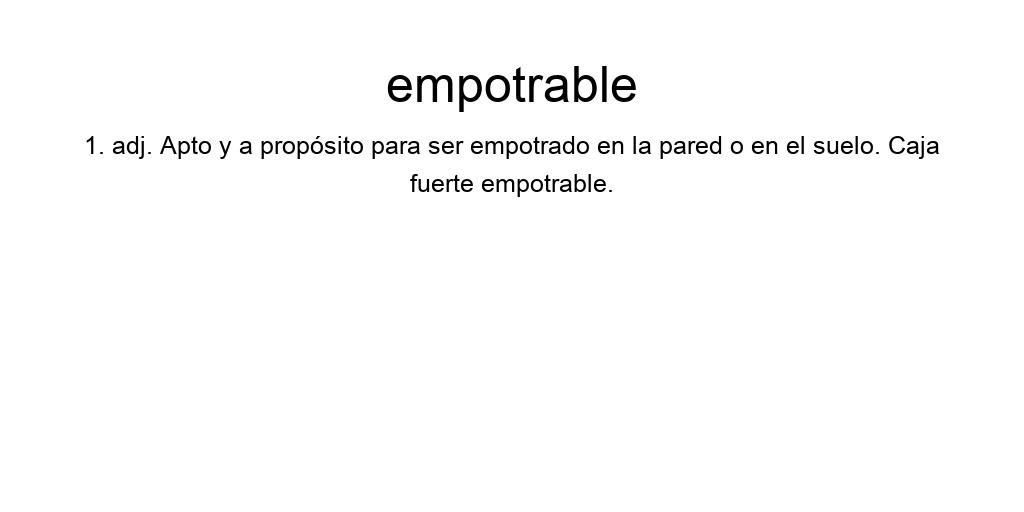 empotrable
1. adj. Apto y a propósito para ser empotrado en la pared o en el suelo. Caja
fuerte empotrable.